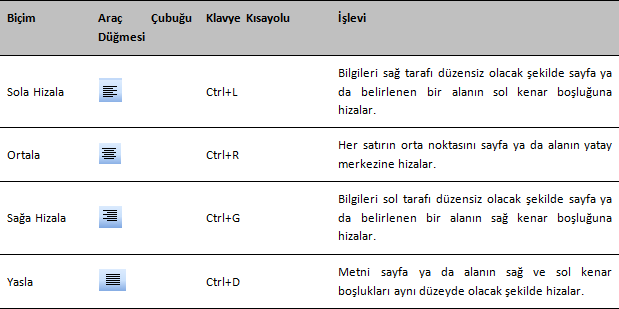 Biçim Araç Çubuğu Düğmesi Klavye Kısayolu İşlevi
Sola Hizala Ctrl+L Bilgileri sağ tarafı düzensiz olacak şekilde sayfa ya
da belirlenen bir alanın sol kenar boşluğuna
hizalar.
Ortala Ctrl+R Her satırın orta noktasını sayfa ya da alanın yatay
merkezine hizalar.
Sağa Hizala Ctrl+G Bilgileri sol tarafı düzensiz olacak şekilde sayfa ya
da belirlenen bir alanın sağ kenar boşluğuna
hizalar.
Yasla Ctrl+D Metni sayfa ya da alanın sağ ve sol kenar
boşlukları aynı düzeyde olacak şekilde hizalar.